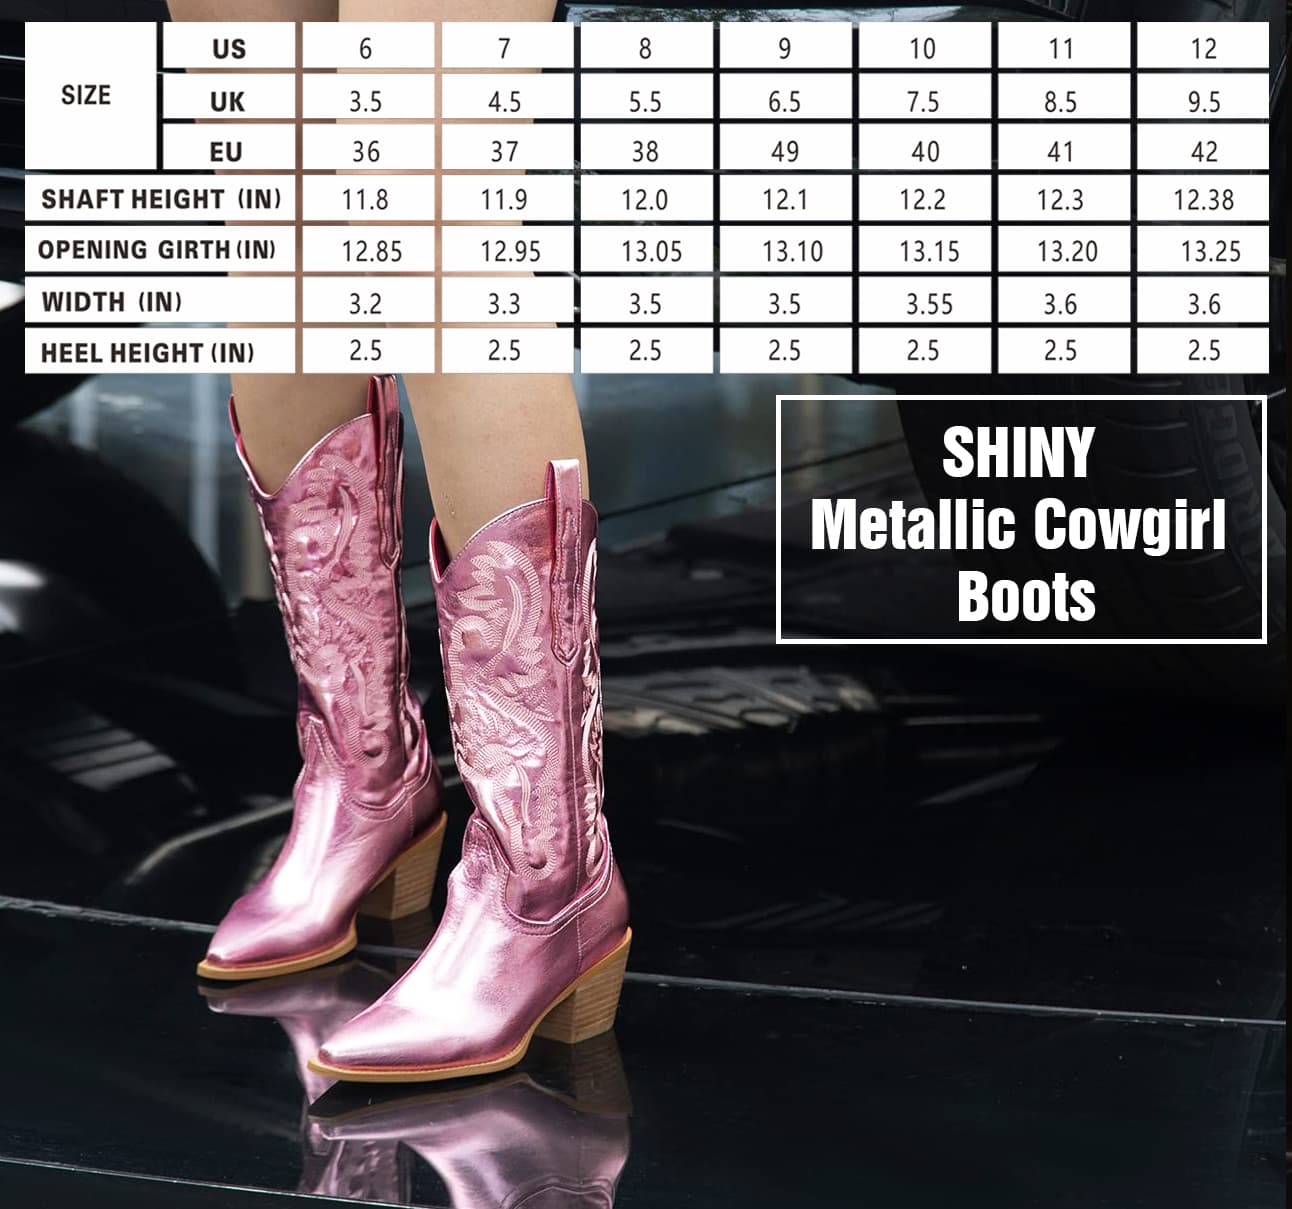 SIZE US 6 7 8 9 10 11 12
UK 3.5 4.5 5.5 6.5 7.5 8.5 9.5
EU 36 37 38 49 40 41 42
SHAFT HEIGHT (IN) 11.8 11.9 12.0 12.1 12.2 12.3 12.38
OPENING GIRTH (IN) 12.85 12.95 13.05 13.10 13.15 13.20 13.25
WIDTH (IN) 3.2 3.3 3.5 3.5 3.55 3.6 3.6
HEEL HEIGHT (IN) 2.5 2.5 2.5 2.5 2.5 2.5 2.5
SHINY
Metallic Cowgirl
Boots